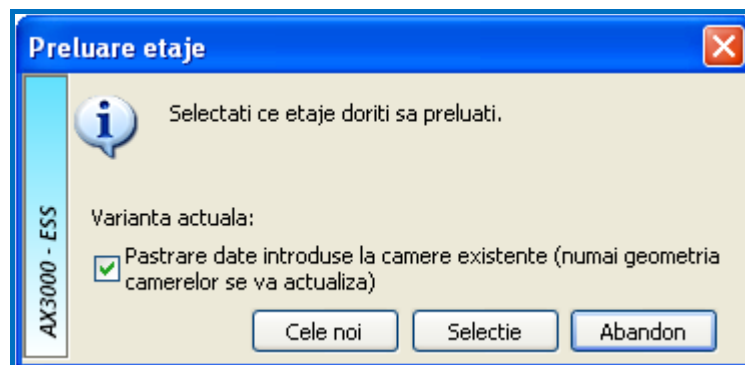 Preluare etaje
Selectati ce etaje doriti sa preluati.
AX3000 - ESS
Varianta actuala:
Pastrare date introduse la camere existente (numai geometria
camerelor se va actualiza)
Cele noi
Selectie
Abandon